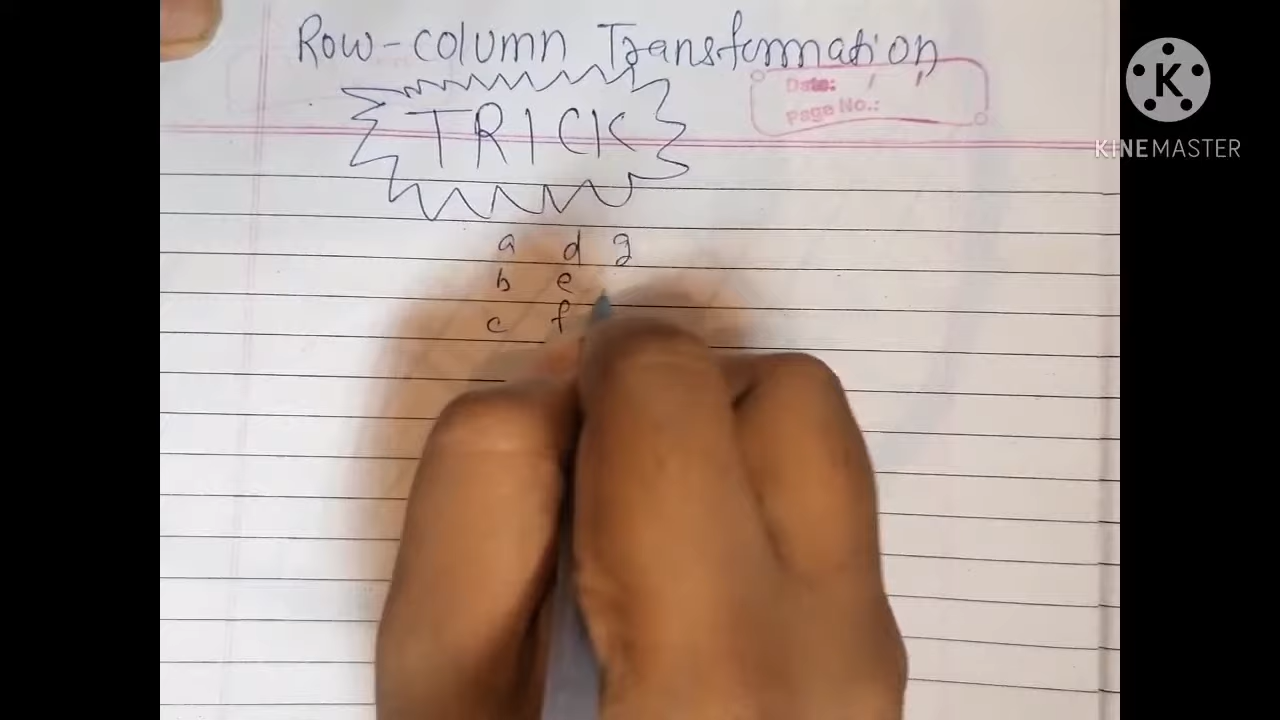 Row-column Transformation
Date: / /
Page No.:
TRICK
a d g
b e
c f
K
KINEMASTER